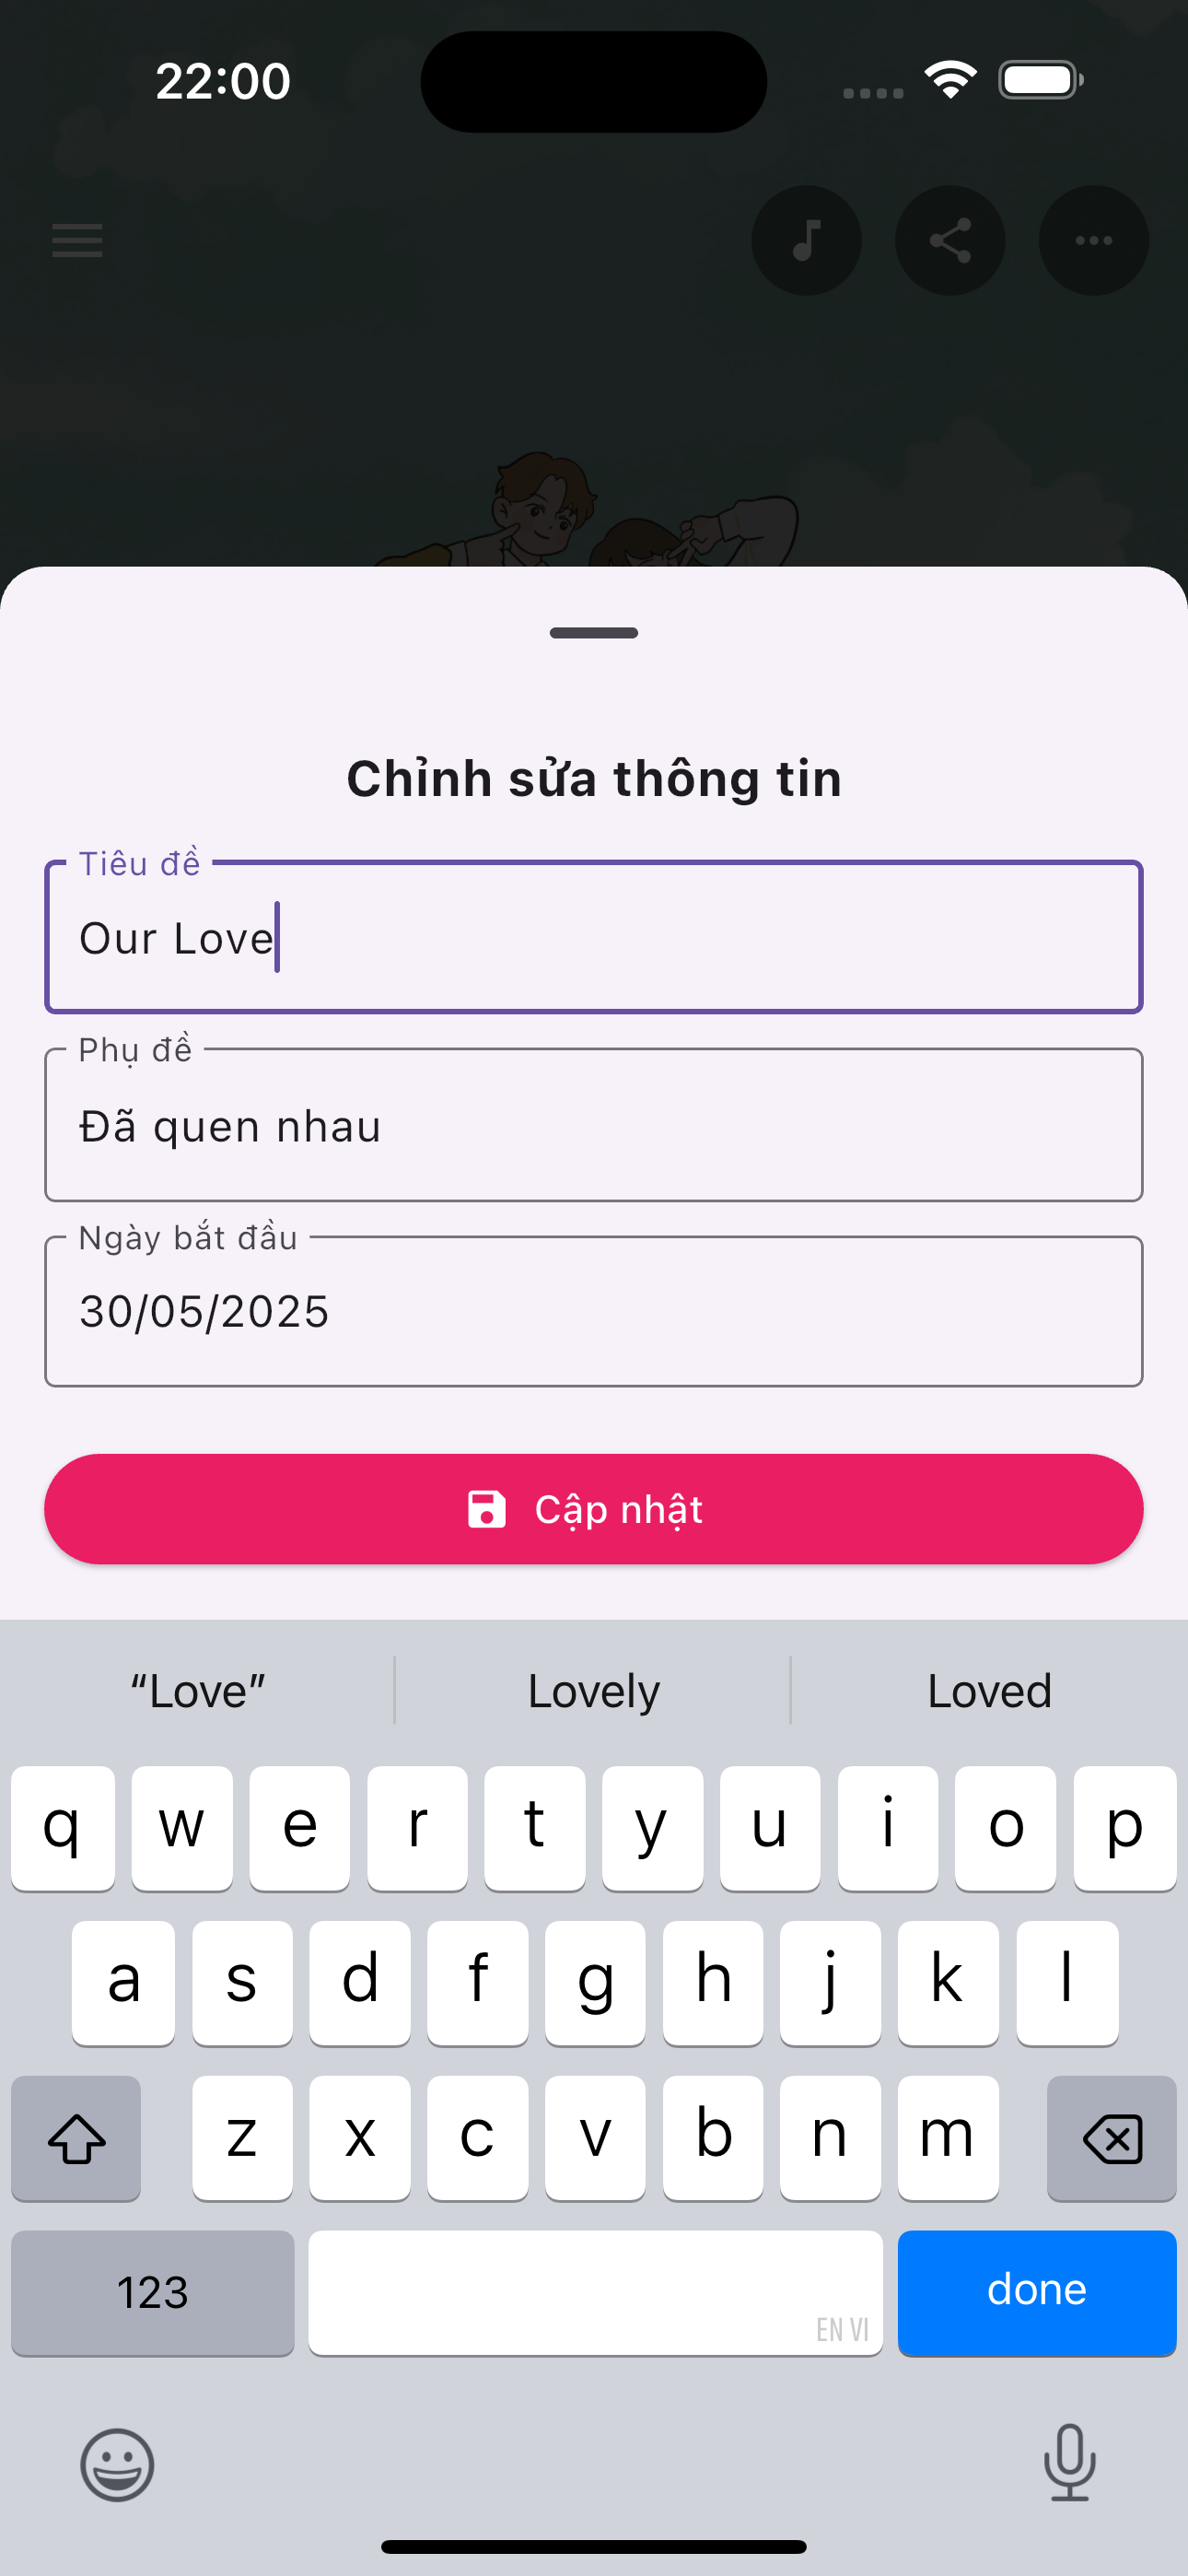 22:00
Chỉnh sửa thông tin
Tiêu đề
Our Love
Phụ đề
Đã quen nhau
Ngày bắt đầu
30/05/2025
Cập nhật
“Love” Lovely Loved
q w e r t y u i o p
a s d f g h j k l
z x c v b n m
123 EN VI done